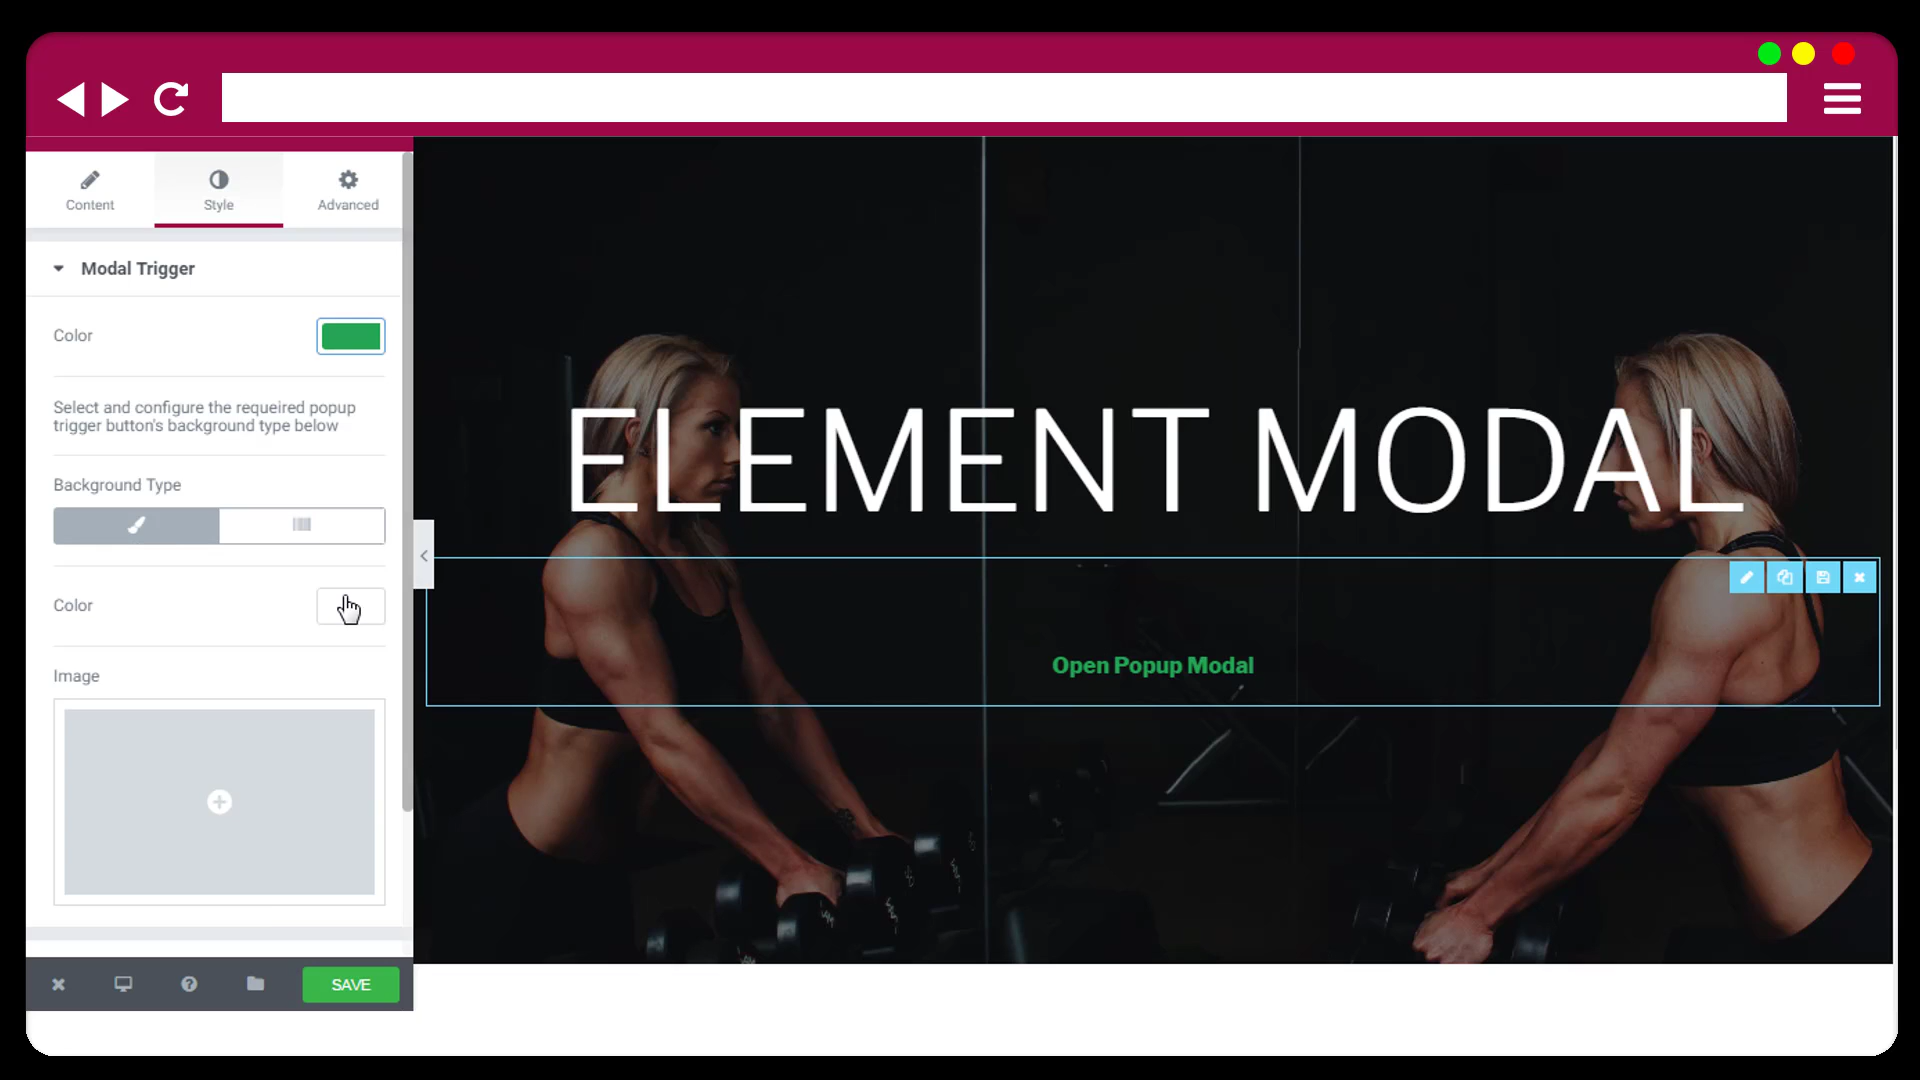 Content
Style
Advanced
Modal Trigger
Color
Select and configure the requeired popup
trigger button's background type below
Background Type
Color
Image
SAVE
ELEMENT MODAL
Open Popup Modal